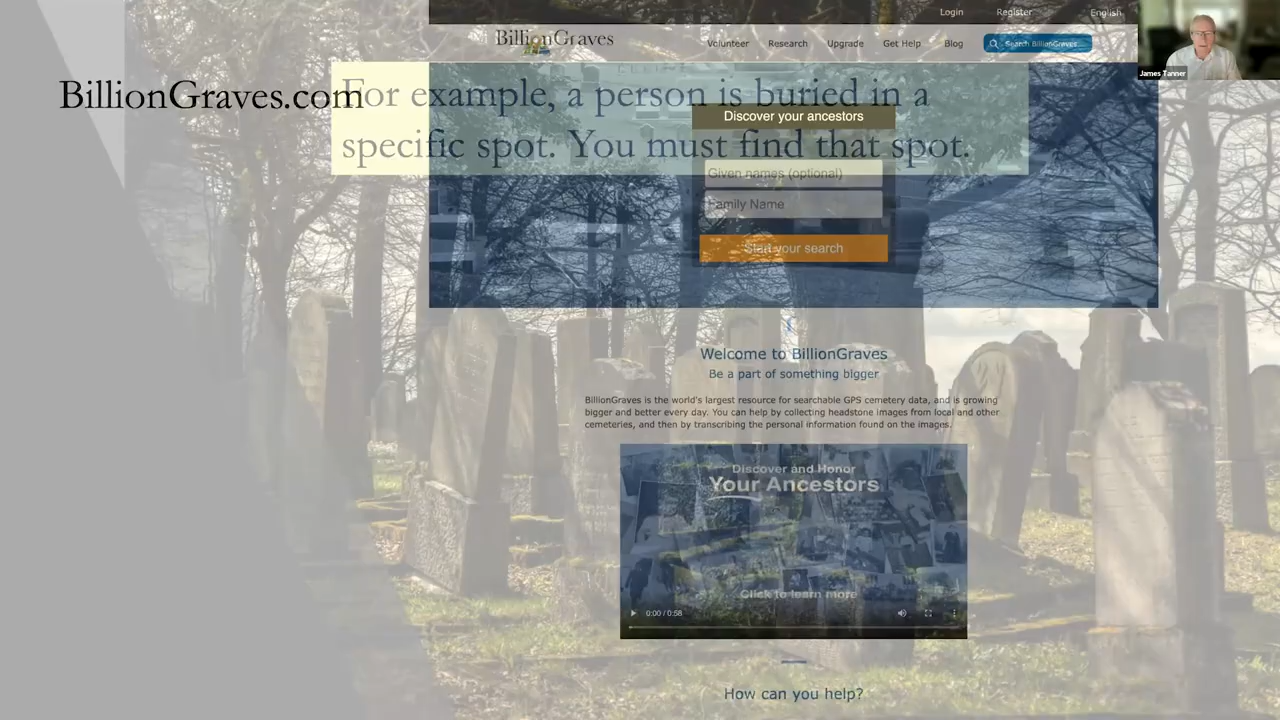 Login Register English
BillionGraves
Volunteer Research Upgrade Get Help Blog Search BillionGraves...
James Tanner
BillionGraves.com
For example, a person is buried in a
specific spot. You must find that spot.
Discover your ancestors
Given names (optional)
Family Name
Start your search
Welcome to BillionGraves
Be a part of something bigger
BillionGraves is the world's largest resource for searchable GPS cemetery data, and is growing
bigger and better every day. You can help by collecting headstone images from local and other
cemeteries, and then by transcribing the personal information found on the images.
Discover and Honor
Your Ancestors
Click to learn more
0:00 / 0:58
How can you help?